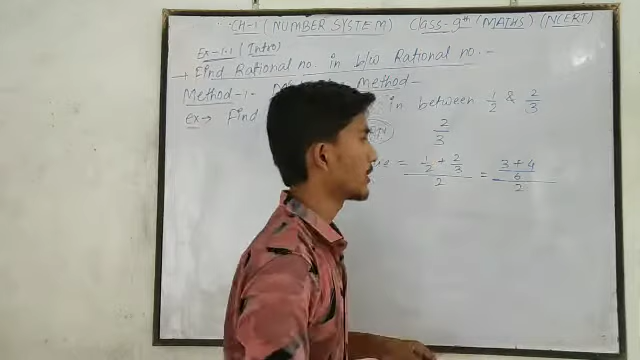 CH-1 (NUMBER SYSTEM) Class-9th (MATHS) (NCERT)
Ex-1.1 (Intro)
→ Find Rational no. in b/w Rational no. -
Method-1- Method-
ex→ Find in between 1/2 & 2/3
2/3
= (1/2 + 2/3)/2 = ((3+4)/6)/2